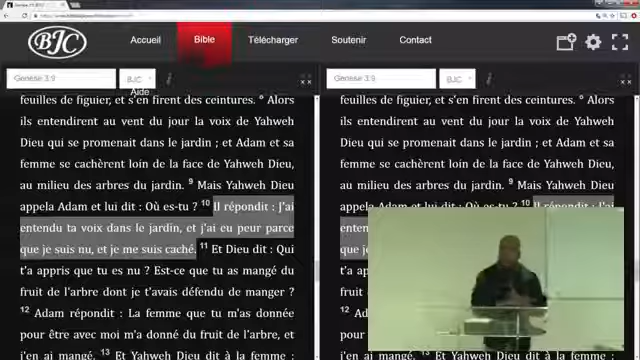 BJC
Accueil
Bible
Télécharger
Soutenir
Contact
Genèse 3:9
BJC
Aide
feuilles de figuier, et s'en firent des ceintures. 8 Alors
ils entendirent au vent du jour la voix de Yahweh
Dieu qui se promenait dans le jardin ; et Adam et sa
femme se cachèrent loin de la face de Yahweh Dieu,
au milieu des arbres du jardin. 9 Mais Yahweh Dieu
appela Adam et lui dit : Où es-tu ? 10 Il répondit : J'ai
entendu ta voix dans le jardin, et j'ai eu peur parce
que je suis nu, et je me suis caché. 11 Et Dieu dit : Qui
t'a appris que tu es nu ? Est-ce que tu as mangé du
fruit de l'arbre dont je t'avais défendu de manger ?
12 Adam répondit : La femme que tu m'as donnée
pour être avec moi m'a donné du fruit de l'arbre, et
j'en ai mangé. 13 Et Yahweh Dieu dit à la femme :
Genèse 3:9
BJC
feuilles de figuier, et s'en firent des ceintures. 8 Alors
ils entendirent au vent du jour la voix de Yahweh
Dieu qui se promenait dans le jardin ; et Adam et sa
femme se cachèrent loin de la face de Yahweh Dieu,
au milieu des arbres du jardin. 9 Mais Yahweh Dieu
appela Adam et lui dit : Où es-tu ? 10 Il répondit : J'ai
enten
que je
t'a ap
fruit
12 Ad
pour
j'en ai